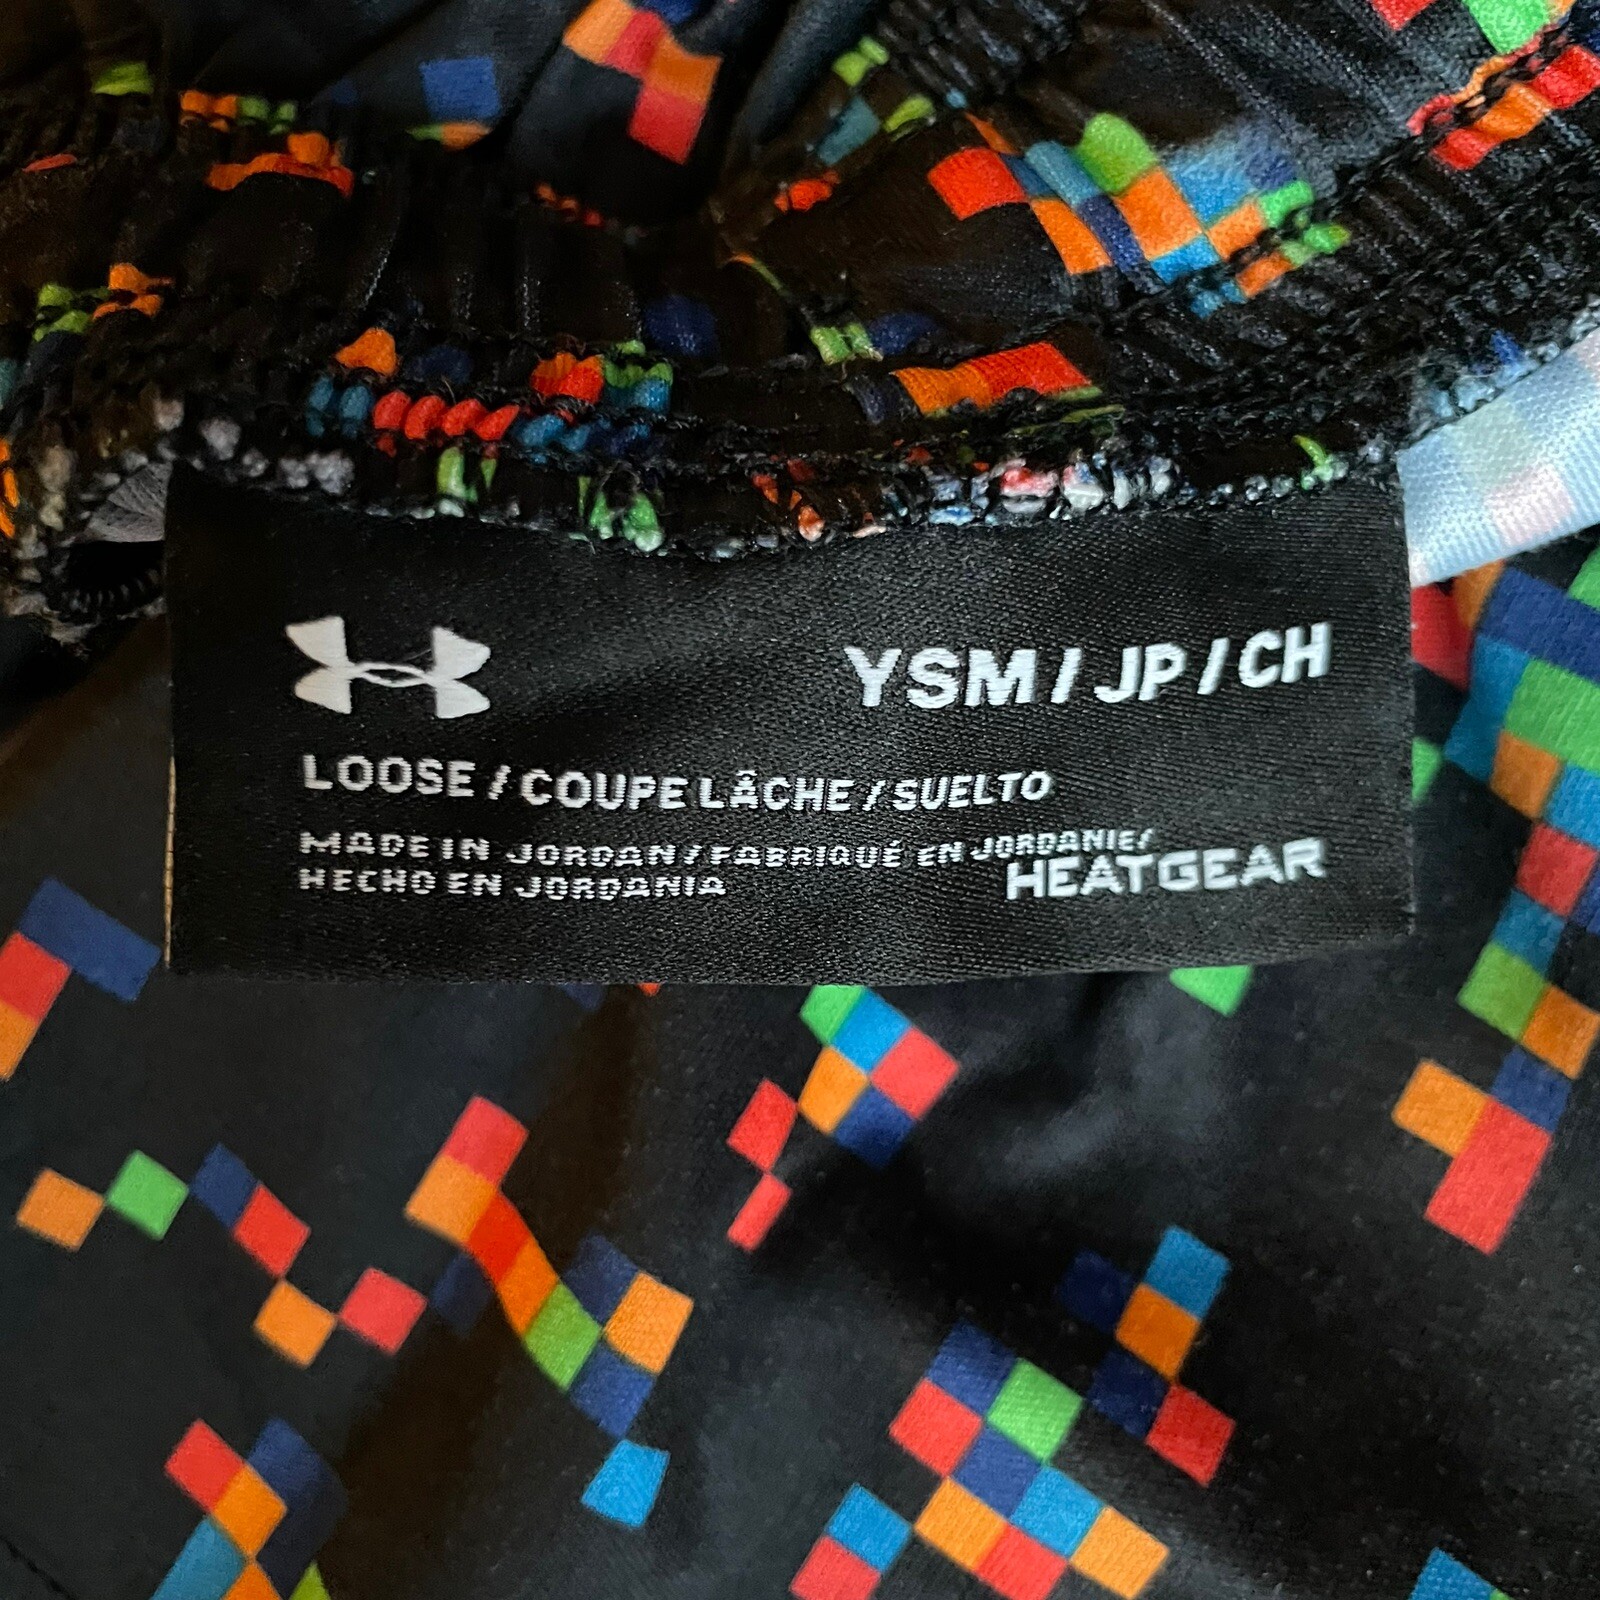 YSM / JP / CH
LOOSE / COUPE LÂCHE / SUELTO
MADE IN JORDAN / FABRIQUÉ EN JORDANIE/
HECHO EN JORDANIA
HEATGEAR